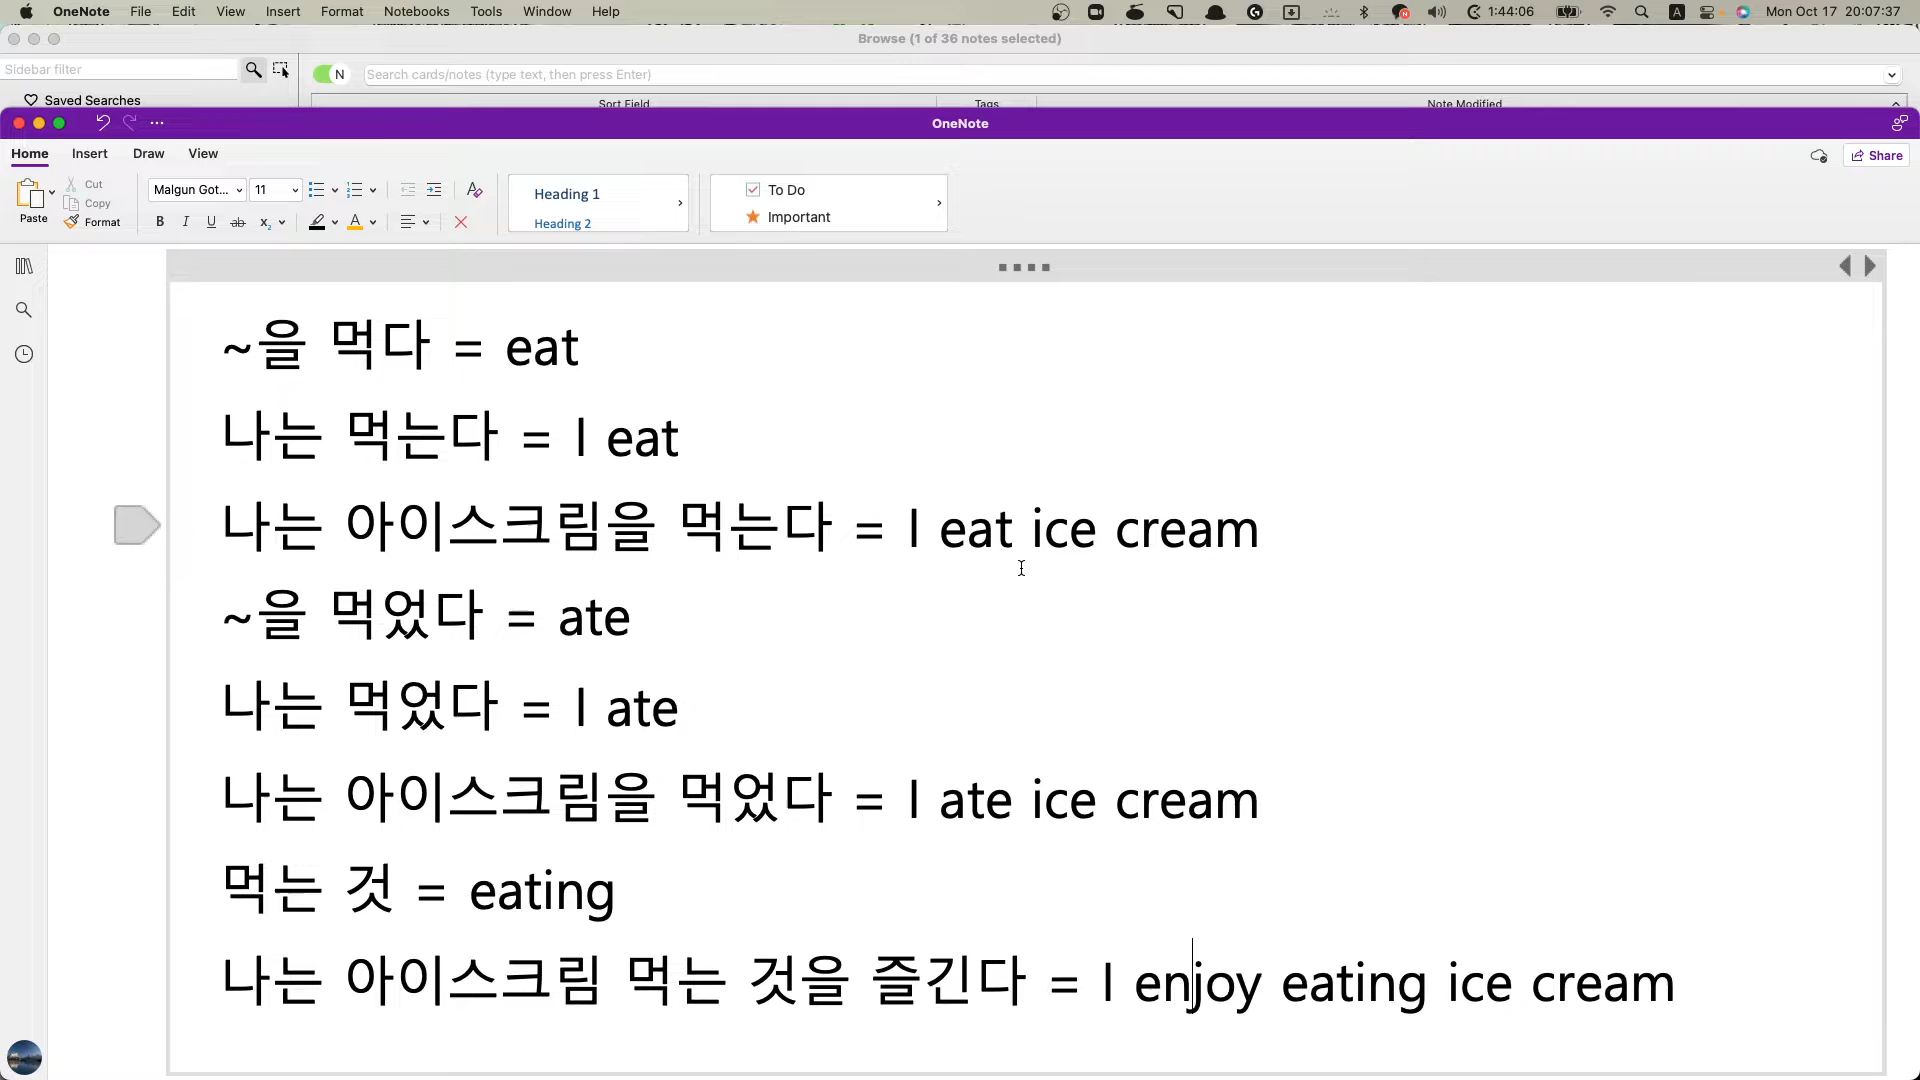 OneNote File Edit View Insert Format Notebooks Tools Window Help 1:44:06 A Mon Oct 17 20:07:37
Browse (1 of 36 notes selected)
Sidebar filter N Search cards/notes (type text, then press Enter)
Saved Searches Sort Field Tags Note Modified
OneNote
Home Insert Draw View Share
Paste Cut Copy Format Malgun Got... 11 Heading 1 Heading 2 To Do Important
B I U ab x₂ A
~을 먹다 = eat
나는 먹는다 = I eat
나는 아이스크림을 먹는다 = I eat ice cream
~을 먹었다 = ate
나는 먹었다 = I ate
나는 아이스크림을 먹었다 = I ate ice cream
먹는 것 = eating
나는 아이스크림 먹는 것을 즐긴다 = I enjoy eating ice cream